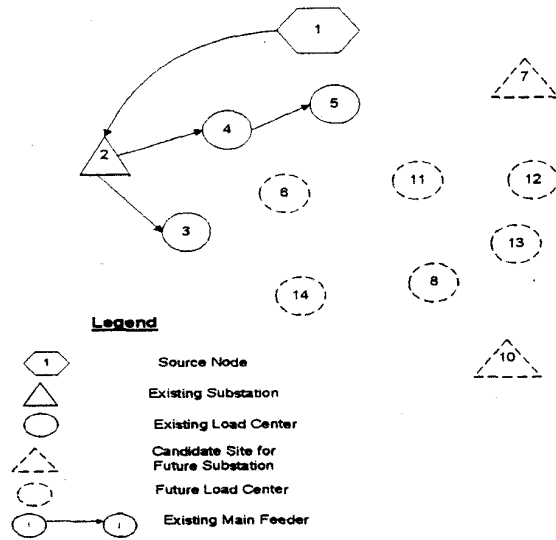 1
7
5
4
2
6
11
12
3
13
14
8
10
Legend
1
Source Node
Existing Substation
Existing Load Center
Candidate Site for
Future Substation
Future Load Center
Existing Main Feeder